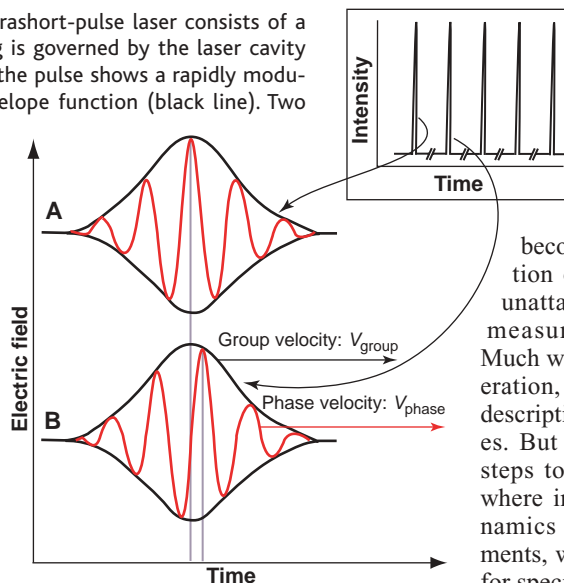 rashort-pulse laser consists of a
g is governed by the laser cavity
the pulse shows a rapidly modu-
elope function (black line). Two
Intensity
Time
A
Group velocity: Vgroup
Phase velocity: Vphase
B
Electric field
Time
beco
tion
unatta
measur
Much w
eration,
descripti
es. But
steps to
where in
namics
ments, w
for speci